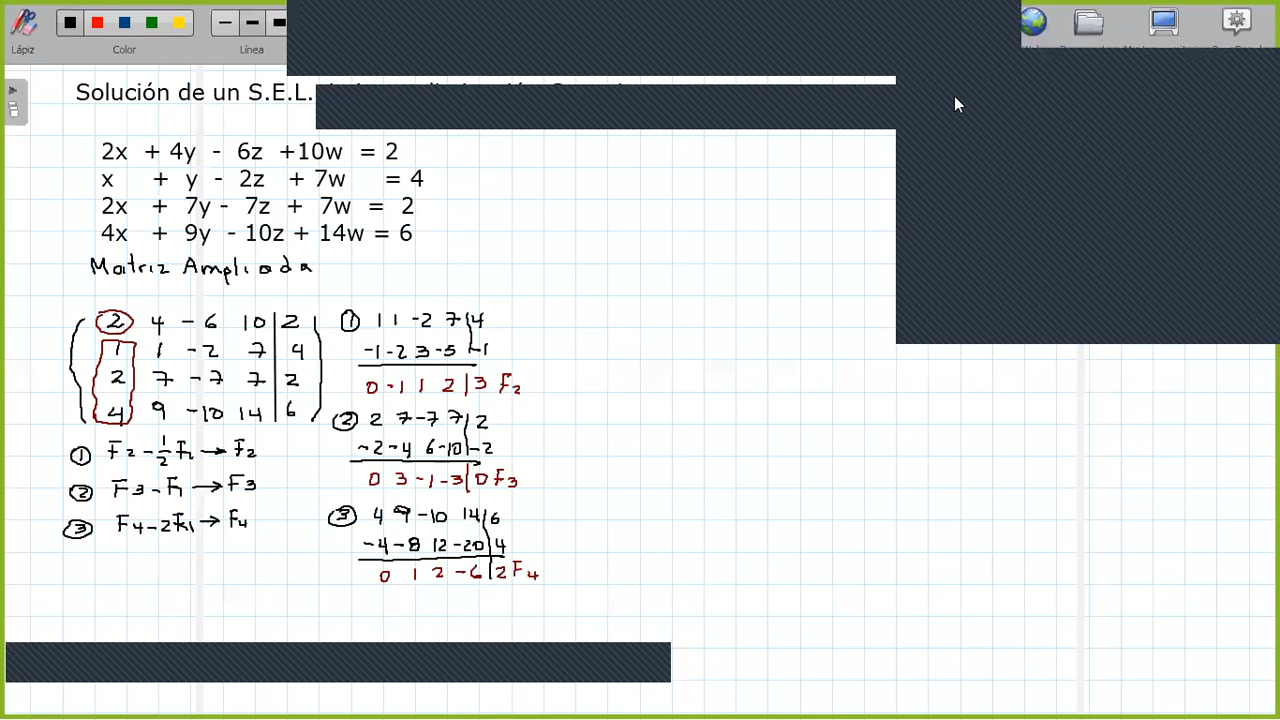 Lápiz
Color
Línea
Solución de un S.E.L.
2x + 4y - 6z +10w = 2
x + y - 2z + 7w = 4
2x + 7y - 7z + 7w = 2
4x + 9y - 10z + 14w = 6
Matriz Ampliada
2 4 -6 10 | 2
1 1 -2 7 | 4
2 7 -7 7 | 2
4 9 -10 14 | 6
① F2 - 1/2 F1 → F2
② F3 - F1 → F3
③ F4 - 2F1 → F4
① 1 1 -2 7 | 4
-1 -2 3 -5 | -1
0 -1 1 2 | 3 F2
② 2 7 -7 7 | 2
-2 -4 6 -10 | -2
0 3 -1 -3 | 0 F3
③ 4 9 -10 14 | 6
-4 -8 12 -20 | 4
0 1 2 -6 | 2 F4